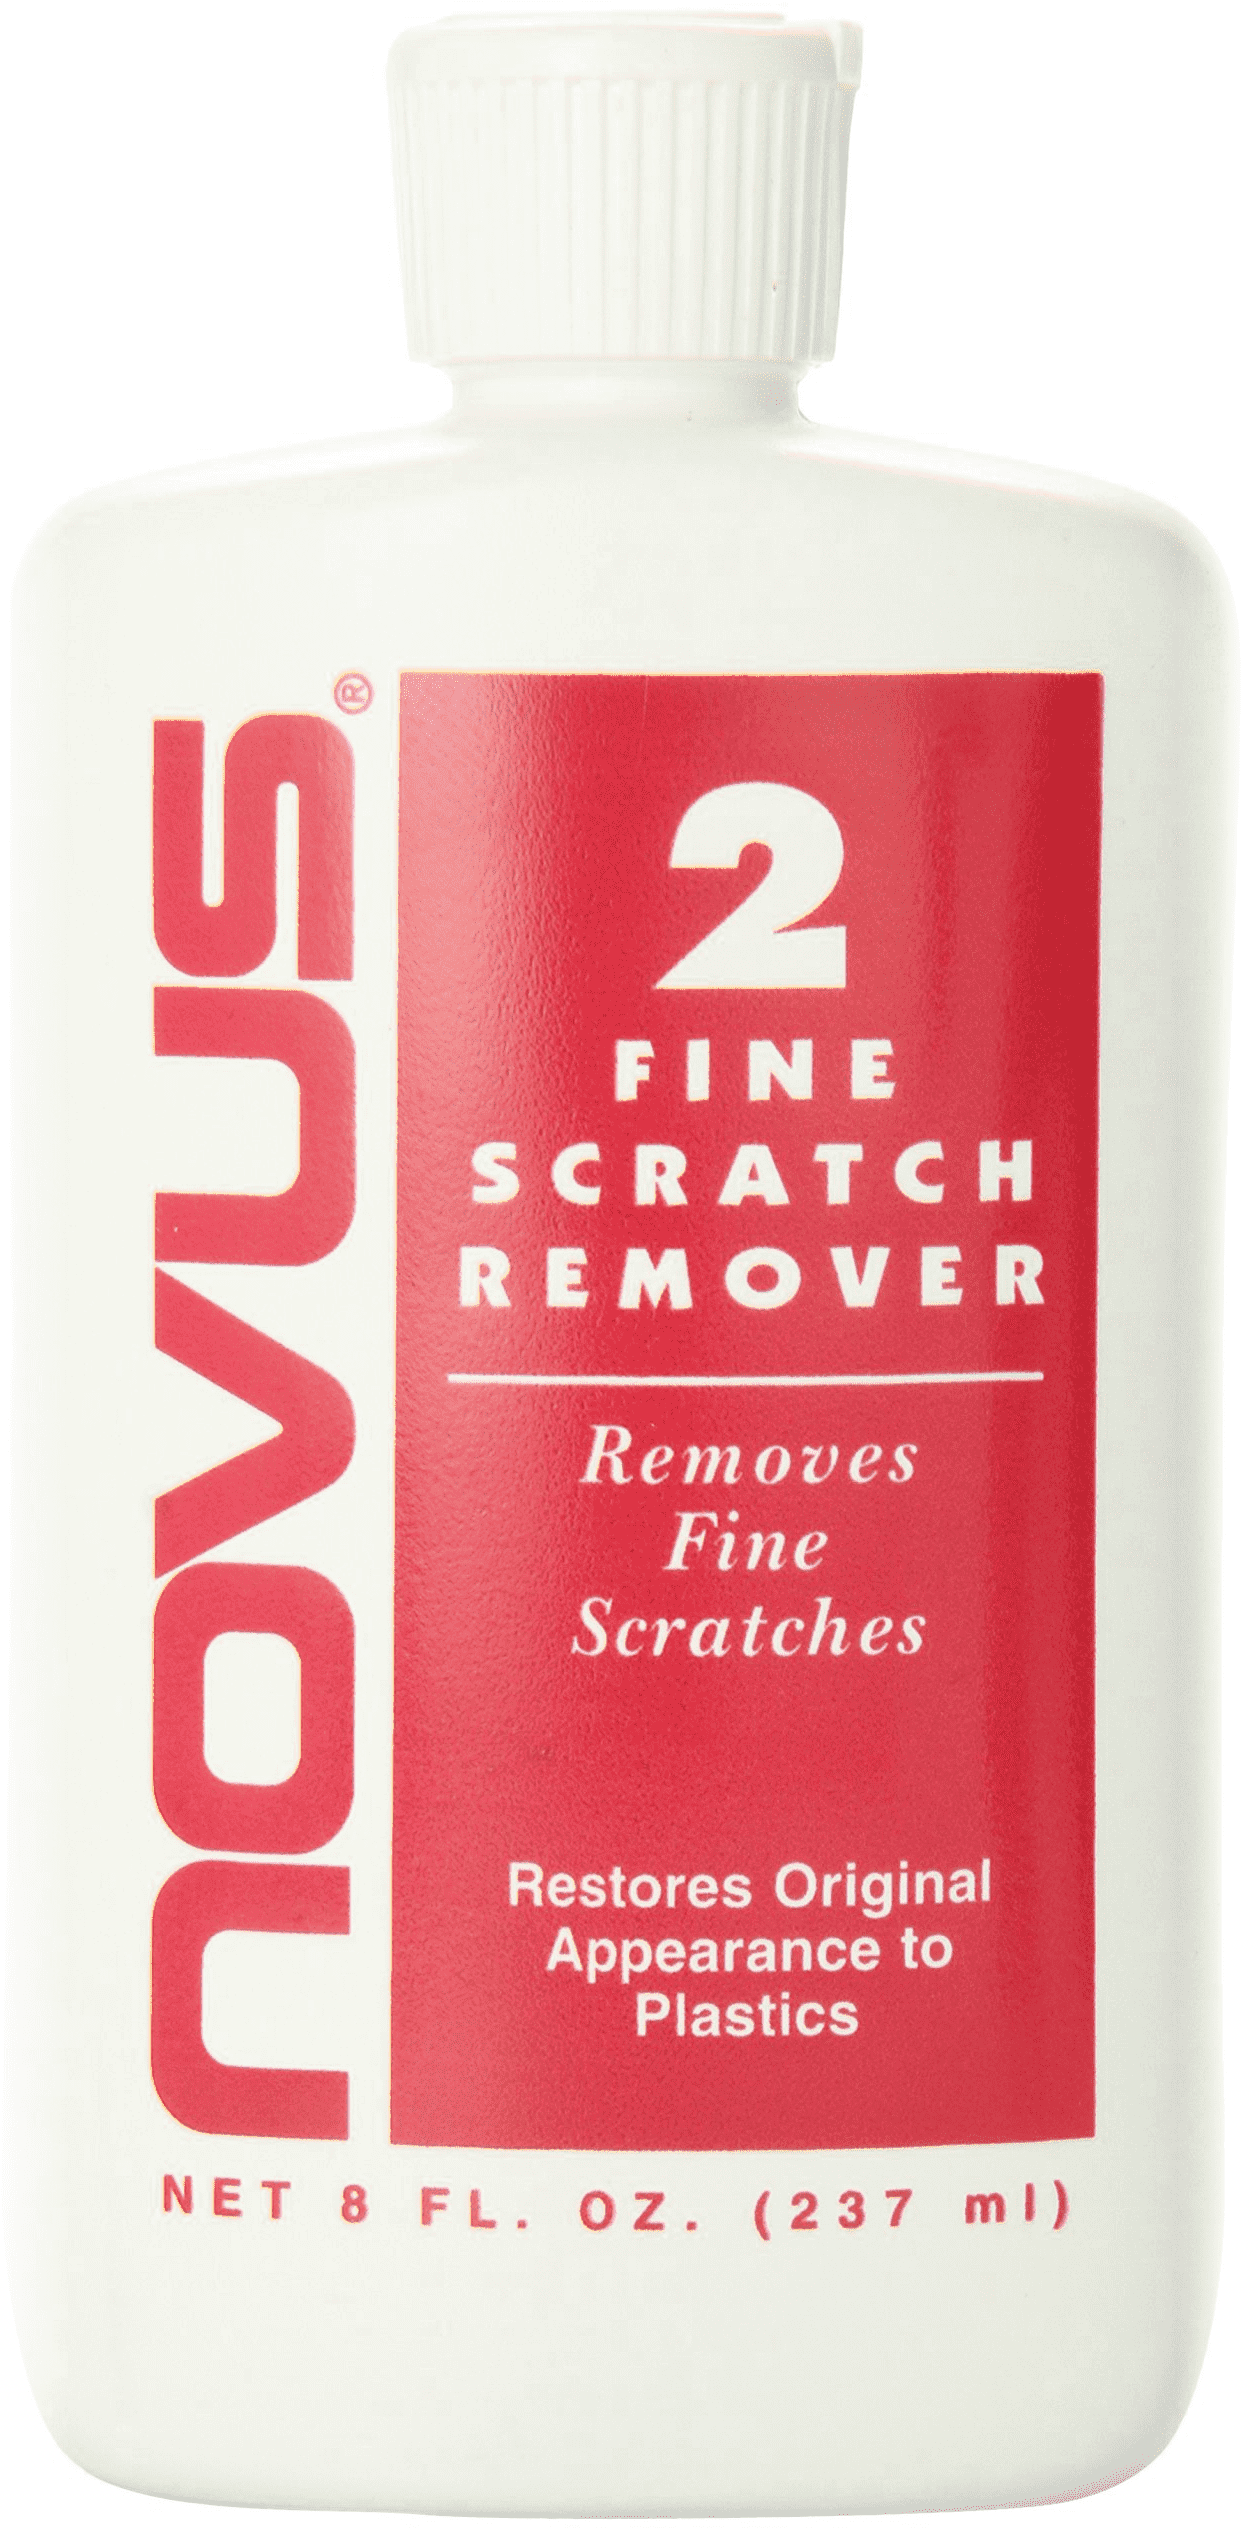 novus®
2
FINE
SCRATCH
REMOVER
Removes
Fine
Scratches
Restores Original
Appearance to
Plastics
NET 8 FL. OZ. (237 ml)